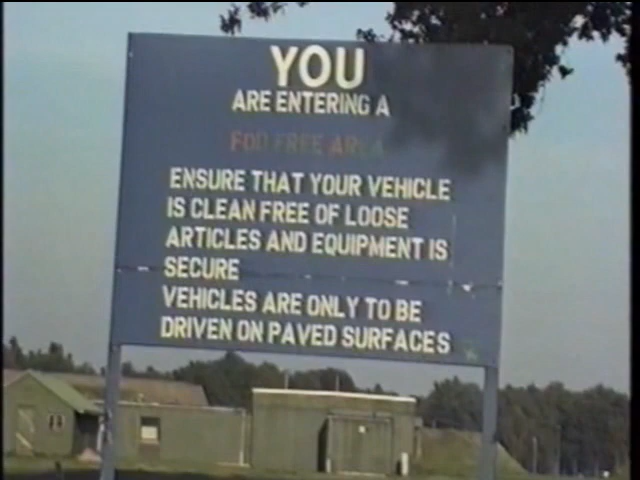 YOU
ARE ENTERING A
FOD FREE AREA
ENSURE THAT YOUR VEHICLE
IS CLEAN FREE OF LOOSE
ARTICLES AND EQUIPMENT IS
SECURE
VEHICLES ARE ONLY TO BE
DRIVEN ON PAVED SURFACES